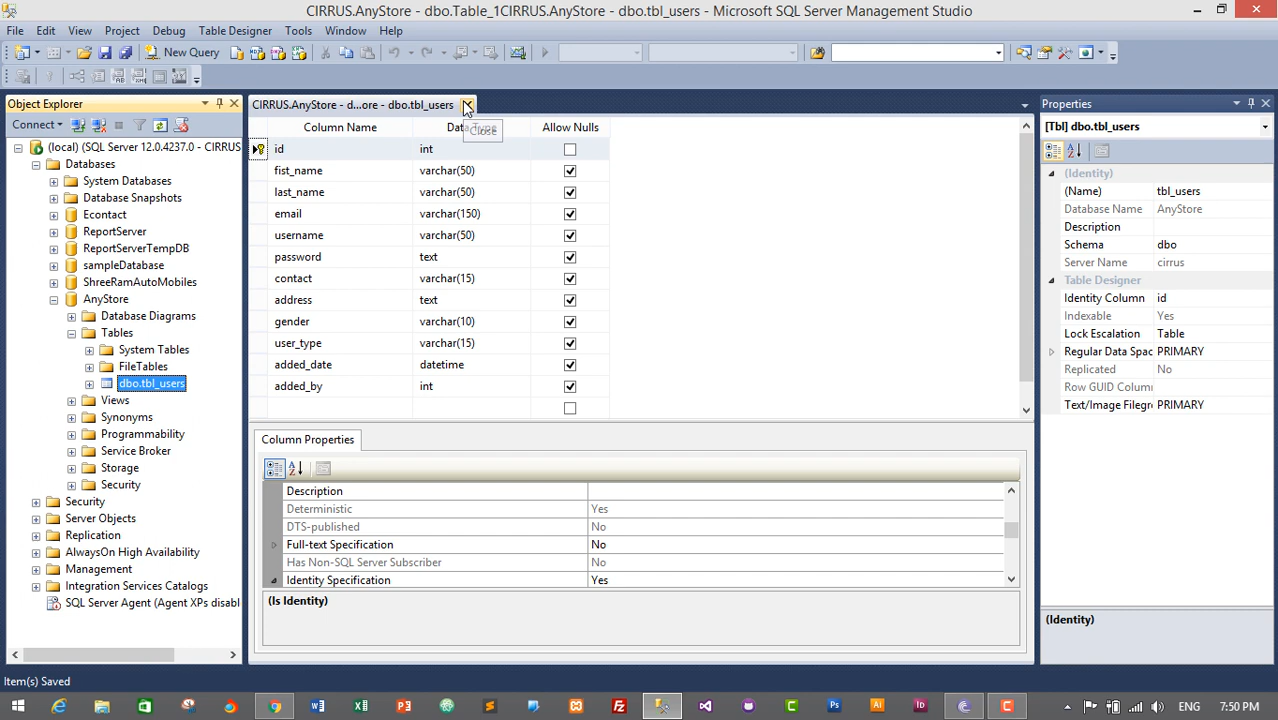 CIRRUS.AnyStore - dbo.Table_1CIRRUS.AnyStore - dbo.tbl_users - Microsoft SQL Server Management Studio
File Edit View Project Debug Table Designer Tools Window Help
New Query
Object Explorer
Connect
(local) (SQL Server 12.0.4237.0 - CIRRUS
Databases
System Databases
Database Snapshots
Econtact
ReportServer
ReportServerTempDB
sampleDatabase
ShreeRamAutoMobiles
AnyStore
Database Diagrams
Tables
System Tables
FileTables
dbo.tbl_users
Views
Synonyms
Programmability
Service Broker
Storage
Security
Security
Server Objects
Replication
AlwaysOn High Availability
Management
Integration Services Catalogs
SQL Server Agent (Agent XPs disabl
CIRRUS.AnyStore - d...ore - dbo.tbl_users
Column Name Data Type Allow Nulls
Close
id int
fist_name varchar(50)
last_name varchar(50)
email varchar(150)
username varchar(50)
password text
contact varchar(15)
address text
gender varchar(10)
user_type varchar(15)
added_date datetime
added_by int
Column Properties
Description
Deterministic Yes
DTS-published No
Full-text Specification No
Has Non-SQL Server Subscriber No
Identity Specification Yes
(Is Identity)
Properties
[Tbl] dbo.tbl_users
(Identity)
(Name) tbl_users
Database Name AnyStore
Description
Schema dbo
Server Name cirrus
Table Designer
Identity Column id
Indexable Yes
Lock Escalation Table
Regular Data Spac PRIMARY
Replicated No
Row GUID Column
Text/Image Filegr PRIMARY
(Identity)
Item(s) Saved
7:50 PM